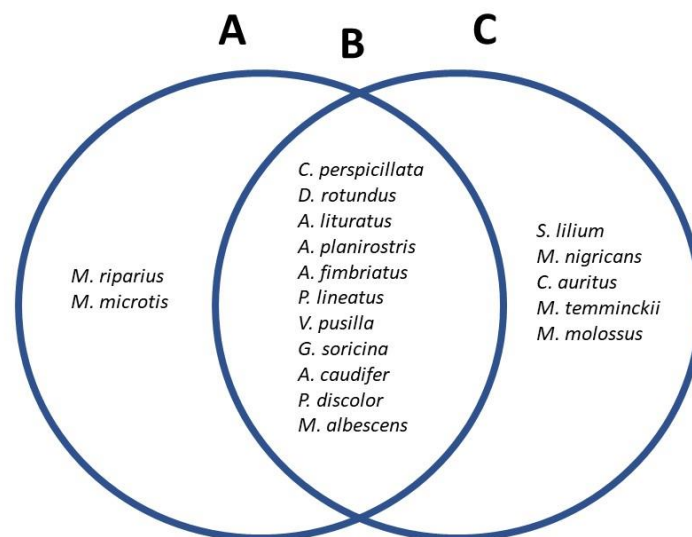 A B C
C. perspicillata
D. rotundus
A. lituratus
A. planirostris
A. fimbriatus
P. lineatus
V. pusilla
G. soricina
A. caudifer
P. discolor
M. albescens
M. riparius
M. microtis
S. lilium
M. nigricans
C. auritus
M. temminckii
M. molossus